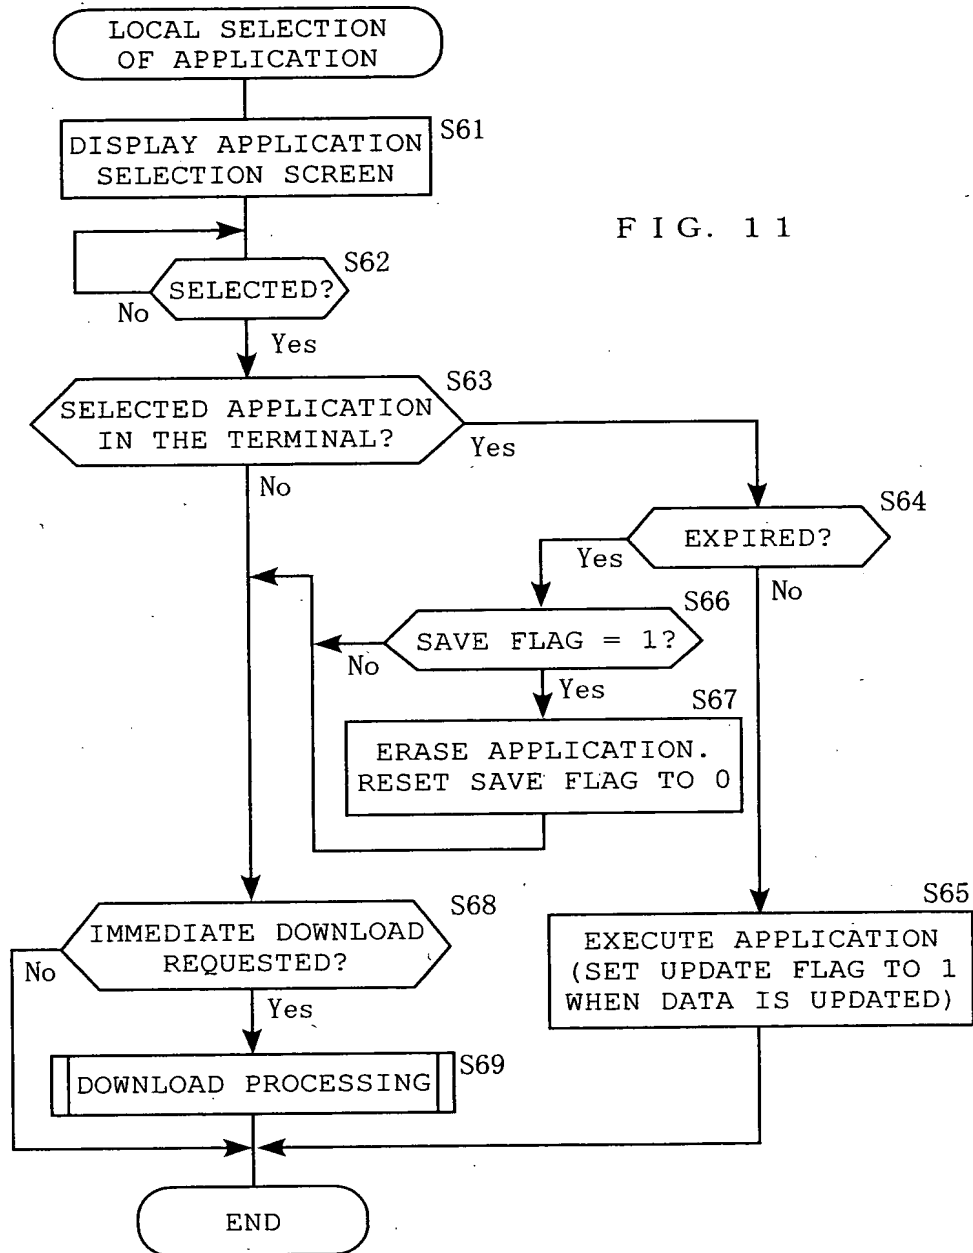 LOCAL SELECTION
OF APPLICATION
S61
DISPLAY APPLICATION
SELECTION SCREEN
FIG. 11
S62
SELECTED?
No
Yes
S63
SELECTED APPLICATION
IN THE TERMINAL?
Yes
No
S64
EXPIRED?
Yes
No
S66
SAVE FLAG = 1?
No
Yes
S67
ERASE APPLICATION.
RESET SAVE FLAG TO 0
S68
IMMEDIATE DOWNLOAD
REQUESTED?
No
Yes
S65
EXECUTE APPLICATION
(SET UPDATE FLAG TO 1
WHEN DATA IS UPDATED)
S69
DOWNLOAD PROCESSING
END